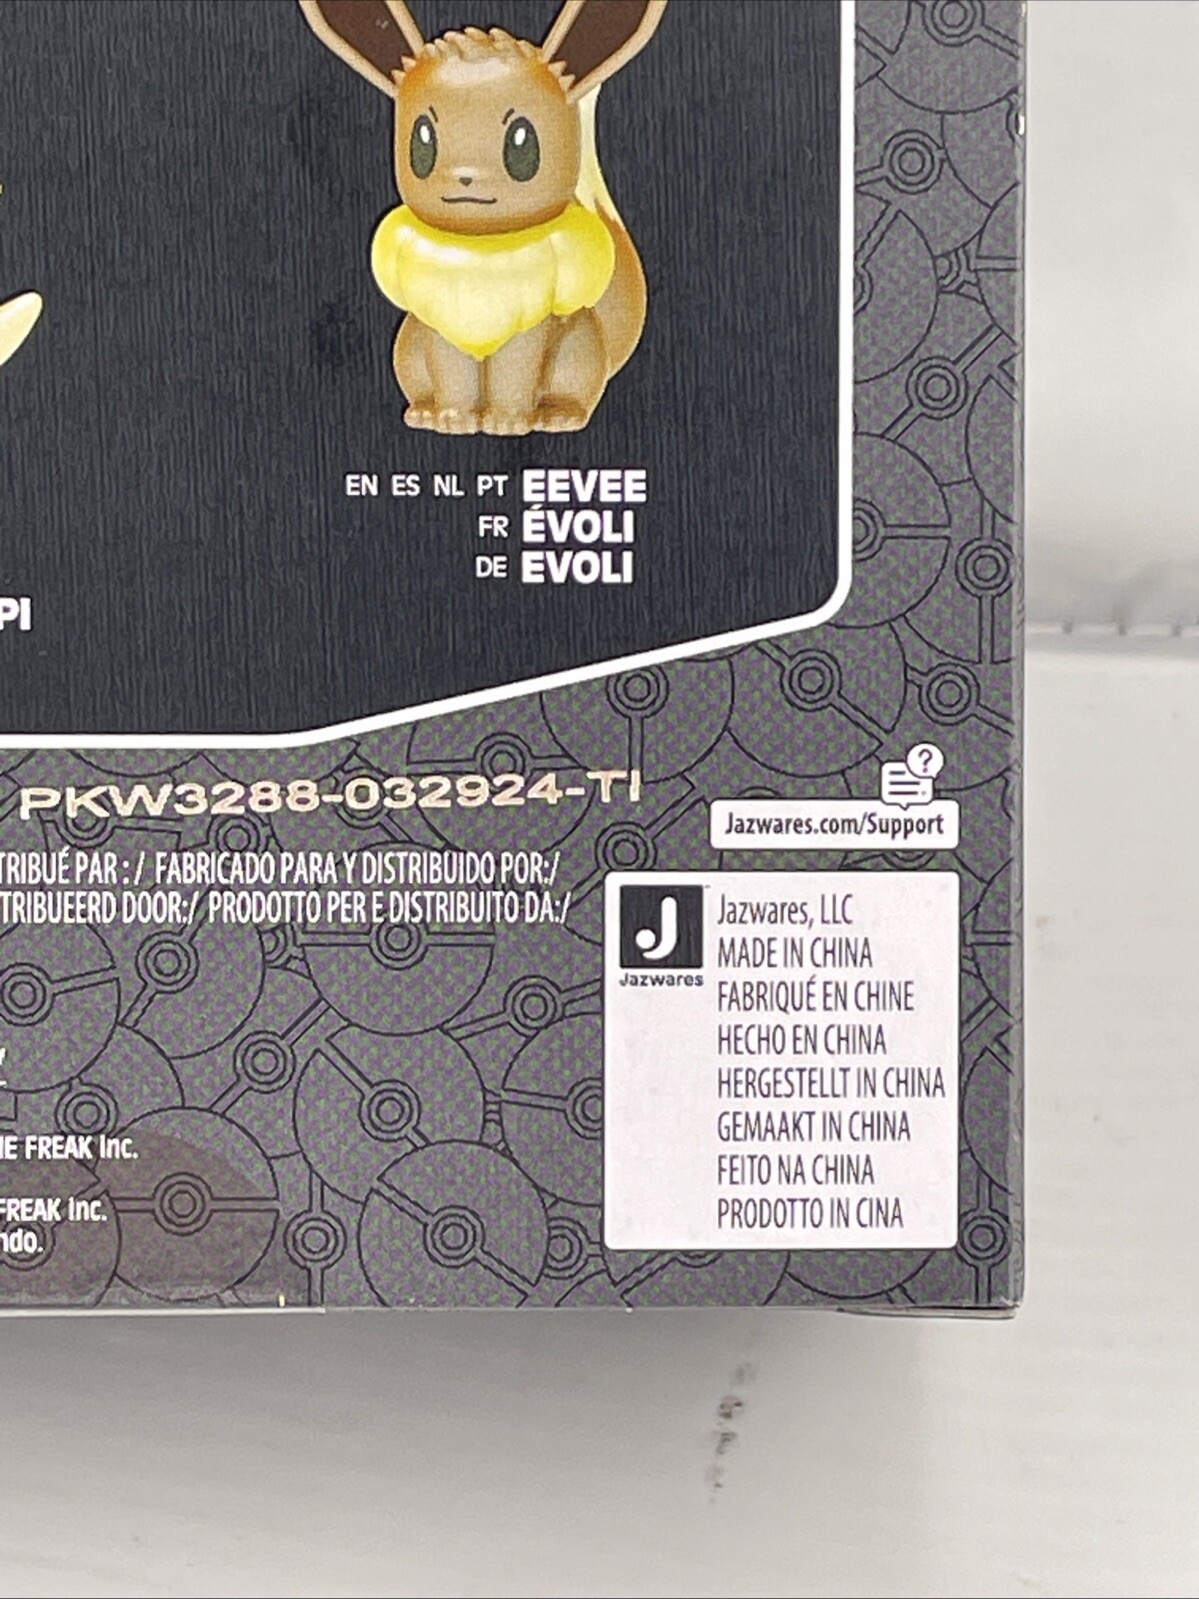 EN ES NL PT EEVEE
FR ÉVOLI
DE EVOLI
PI
PKW3288-032924-TI
?
Jazwares.com/Support
TRIBUÉ PAR : / FABRICADO PARA Y DISTRIBUIDO POR:/
TRIBUEERD DOOR:/ PRODOTTO PER E DISTRIBUITO DA:/
J
Jazwares
Jazwares, LLC
MADE IN CHINA
FABRIQUÉ EN CHINE
HECHO EN CHINA
HERGESTELLT IN CHINA
GEMAAKT IN CHINA
FEITO NA CHINA
PRODOTTO IN CINA
E FREAK Inc.
FREAK Inc.
ndo.